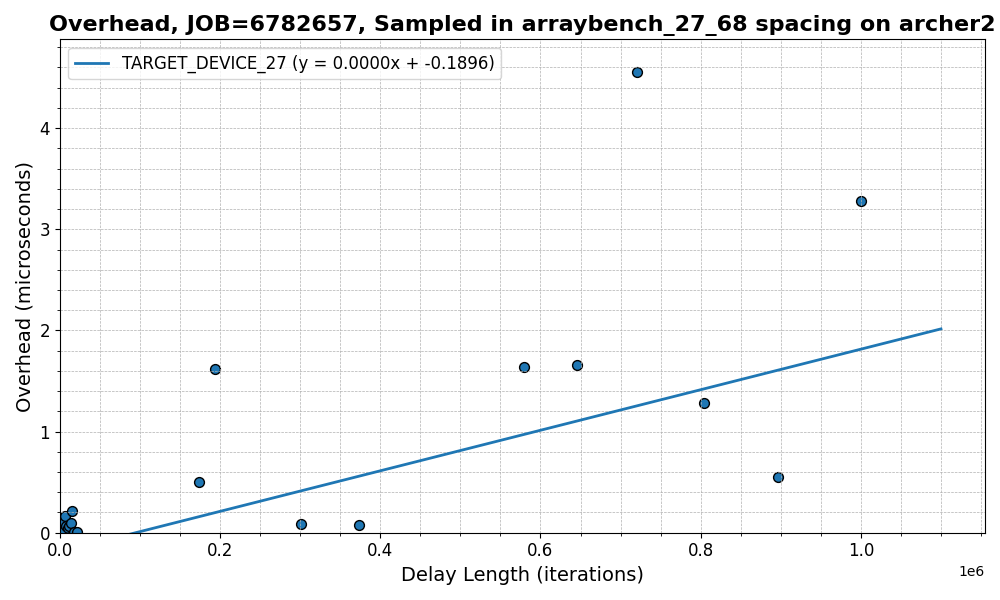 Overhead, JOB=6782657, Sampled in arraybench_27_68 spacing on archer2
TARGET_DEVICE_27 (y = 0.0000x + -0.1896)
Overhead (microseconds)
4
3
2
1
0
0.0 0.2 0.4 0.6 0.8 1.0
1e6
Delay Length (iterations)